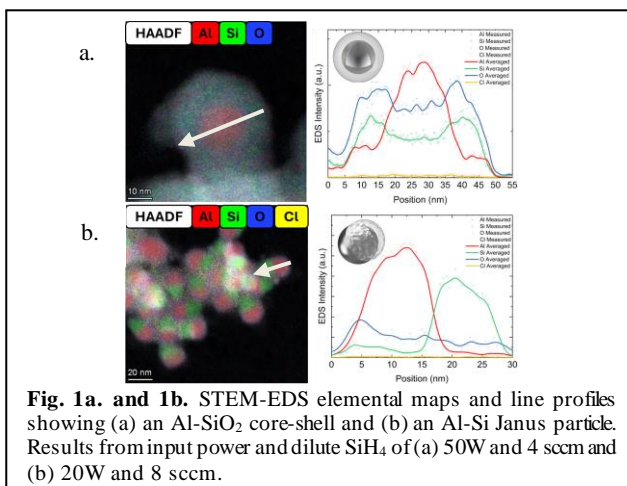 a.
HAADF Al Si O
10 nm
EDS Intensity (a.u.)
Al Measured
Si Measured
O Measured
Cl Measured
Al Averaged
Si Averaged
O Averaged
Cl Averaged
0 5 10 15 20 25 30 35 40 45 50 55
Position (nm)
b.
HAADF Al Si O Cl
20 nm
EDS Intensity (a.u.)
Al Measured
Si Measured
O Measured
Cl Measured
Al Averaged
Si Averaged
O Averaged
Cl Averaged
0 5 10 15 20 25 30
Position (nm)
Fig. 1a. and 1b. STEM-EDS elemental maps and line profiles
showing (a) an Al-SiO₂ core-shell and (b) an Al-Si Janus particle.
Results from input power and dilute SiH₄ of (a) 50W and 4 sccm and
(b) 20W and 8 sccm.